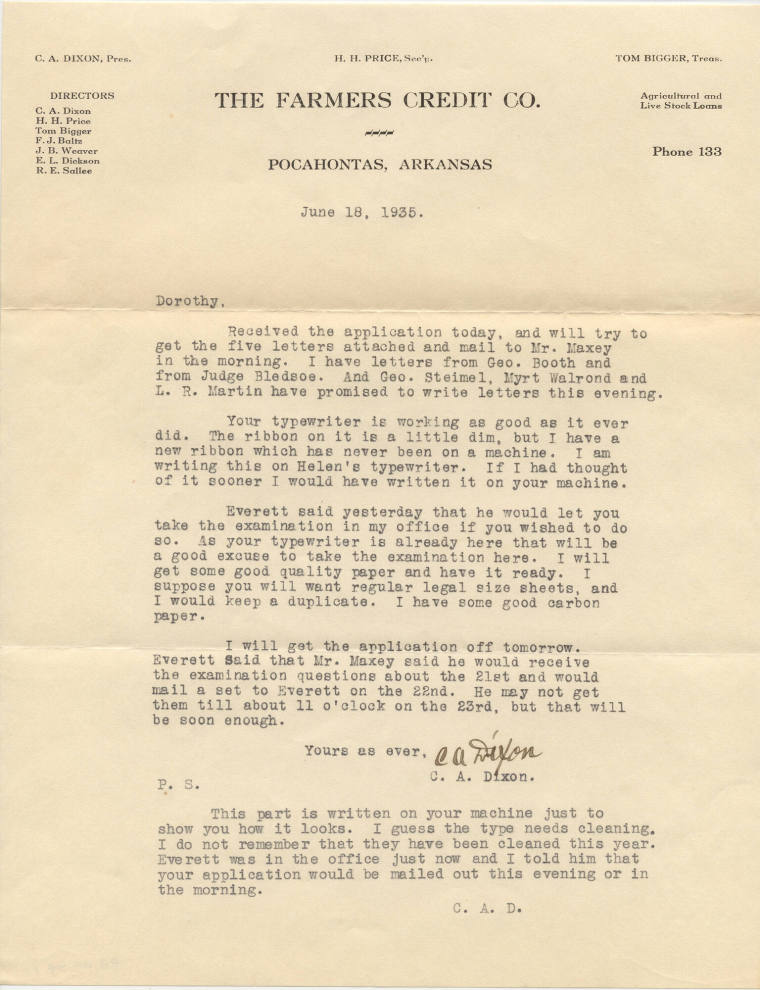 C. A. DIXON, Pres.
H. H. PRICE, Sec'y.
TOM BIGGER, Treas.
DIRECTORS
C. A. Dixon
H. H. Price
Tom Bigger
F. J. Baltz
J. B. Weaver
E. L. Dickson
R. E. Sallee
THE FARMERS CREDIT CO.
POCAHONTAS, ARKANSAS
Agricultural and
Live Stock Loans
Phone 133
June 18, 1935.
Dorothy,
Received the application today, and will try to
get the five letters attached and mail to Mr. Maxey
in the morning. I have letters from Geo. Booth and
from Judge Bledsoe. And Geo. Steimel, Myrt Walrond and
L. R. Martin have promised to write letters this evening.
Your typewriter is working as good as it ever
did. The ribbon on it is a little dim, but I have a
new ribbon which has never been on a machine. I am
writing this on Helen's typewriter. If I had thought
of it sooner I would have written it on your machine.
Everett said yesterday that he would let you
take the examination in my office if you wished to do
so. As your typewriter is already here that will be
a good excuse to take the examination here. I will
get some good quality paper and have it ready. I
suppose you will want regular legal size sheets, and
I would keep a duplicate. I have some good carbon
paper.
I will get the application off tomorrow.
Everett Said that Mr. Maxey said he would receive
the examination questions about the 21st and would
mail a set to Everett on the 22nd. He may not get
them till about 11 o'clock on the 23rd, but that will
be soon enough.
Yours as ever, C A Dixon
C. A. Dixon.
P. S.
This part is written on your machine just to
show you how it looks. I guess the type needs cleaning.
I do not remember that they have been cleaned this year.
Everett was in the office just now and I told him that
your application would be mailed out this evening or in
the morning.
C. A. D.